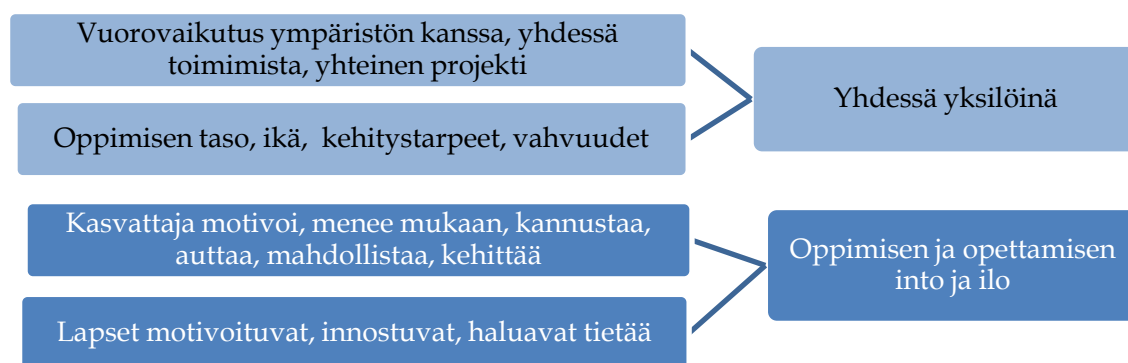 Vuorovaikutus ympäristön kanssa, yhdessä
toimimista, yhteinen projekti
Oppimisen taso, ikä, kehitystarpeet, vahvuudet
Yhdessä yksilöinä
Kasvattaja motivoi, menee mukaan, kannustaa,
auttaa, mahdollistaa, kehittää
Lapset motivoituvat, innostuvat, haluavat tietää
Oppimisen ja opettamisen
into ja ilo